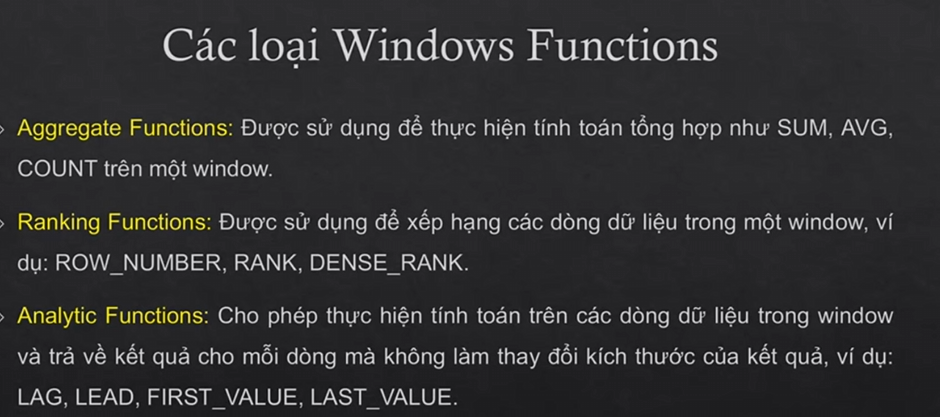 Các loại Windows Functions
Aggregate Functions: Được sử dụng để thực hiện tính toán tổng hợp như SUM, AVG,
COUNT trên một window.
Ranking Functions: Được sử dụng để xếp hạng các dòng dữ liệu trong một window, ví
dụ: ROW_NUMBER, RANK, DENSE_RANK.
Analytic Functions: Cho phép thực hiện tính toán trên các dòng dữ liệu trong window
và trả về kết quả cho mỗi dòng mà không làm thay đổi kích thước của kết quả, ví dụ:
LAG, LEAD, FIRST_VALUE, LAST_VALUE.